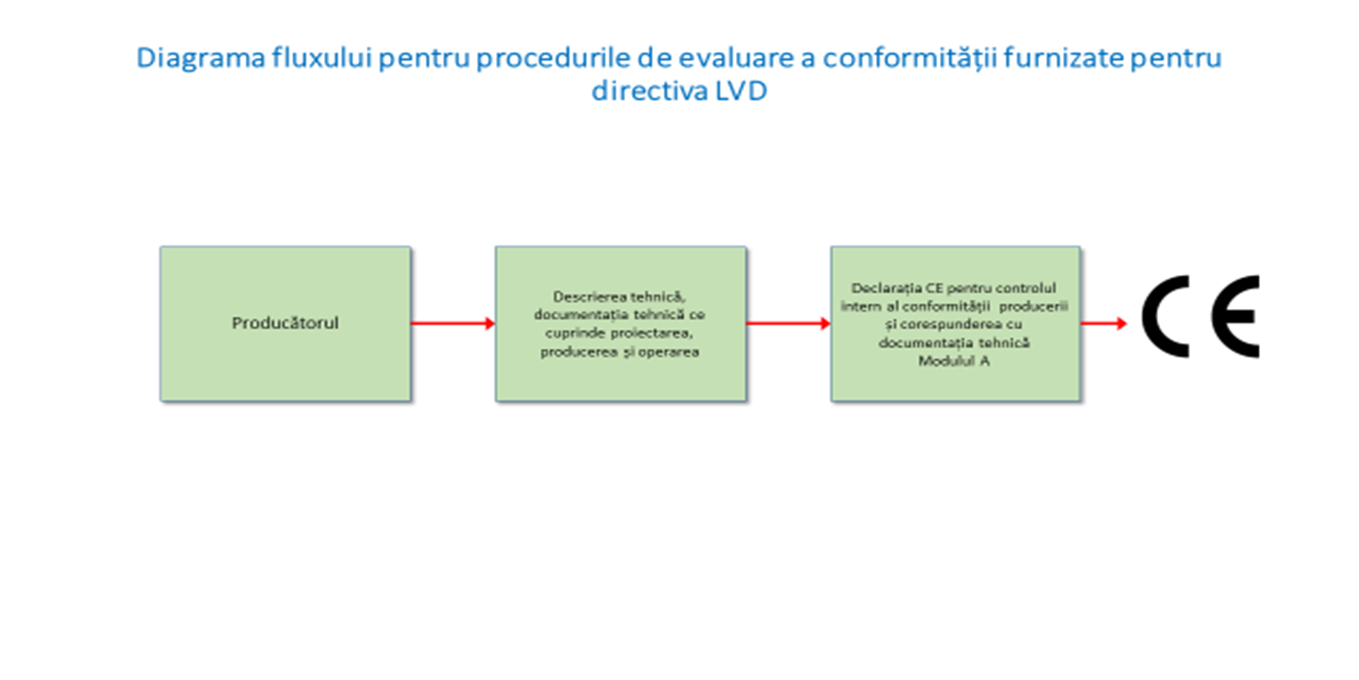 Diagrama fluxului pentru procedurile de evaluare a conformității furnizate pentru
directiva LVD
Producătorul
Descrierea tehnică,
documentația tehnică ce
cuprinde proiectarea,
producerea și operarea
Declarația CE pentru controlul
intern al conformității producerii
și corespunderea cu
documentația tehnică
Modulul A
CE